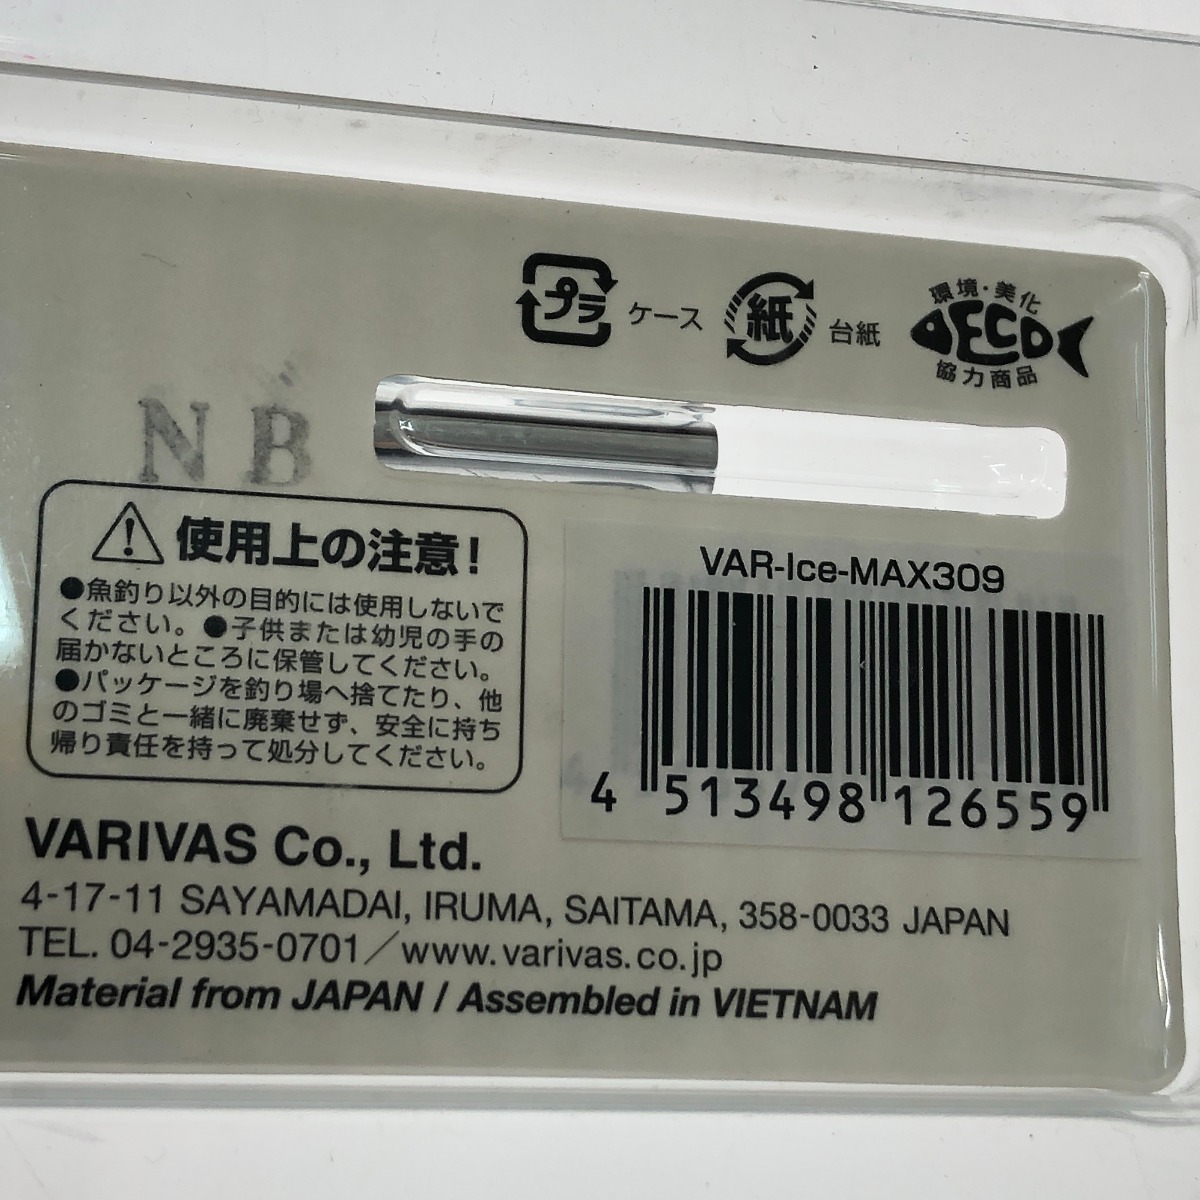 環境・美化
プラ ケース 紙 台紙 ECO
協力商品
NB
使用上の注意!
●魚釣り以外の目的には使用しないで
ください。●子供または幼児の手の
届かないところに保管してください。
●パッケージを釣り場へ捨てたり、他
のゴミと一緒に廃棄せず、安全に持ち
帰り責任を持って処分してください。
VAR-Ice-MAX309
4 513498 126559
VARIVAS Co., Ltd.
4-17-11 SAYAMADAI, IRUMA, SAITAMA, 358-0033 JAPAN
TEL. 04-2935-0701／www.varivas.co.jp
Material from JAPAN / Assembled in VIETNAM